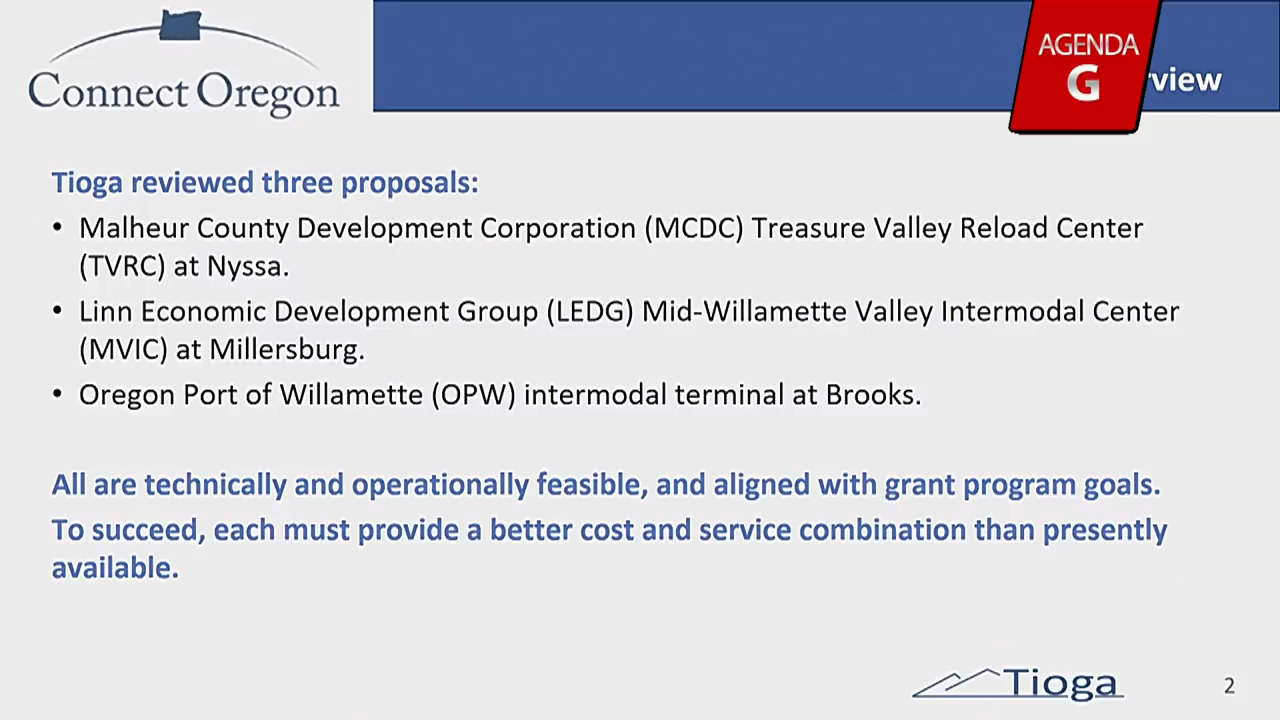 Connect Oregon
AGENDA
G
view
Tioga reviewed three proposals:
• Malheur County Development Corporation (MCDC) Treasure Valley Reload Center
(TVRC) at Nyssa.
• Linn Economic Development Group (LEDG) Mid-Willamette Valley Intermodal Center
(MVIC) at Millersburg.
• Oregon Port of Willamette (OPW) intermodal terminal at Brooks.
All are technically and operationally feasible, and aligned with grant program goals.
To succeed, each must provide a better cost and service combination than presently
available.
Tioga
2